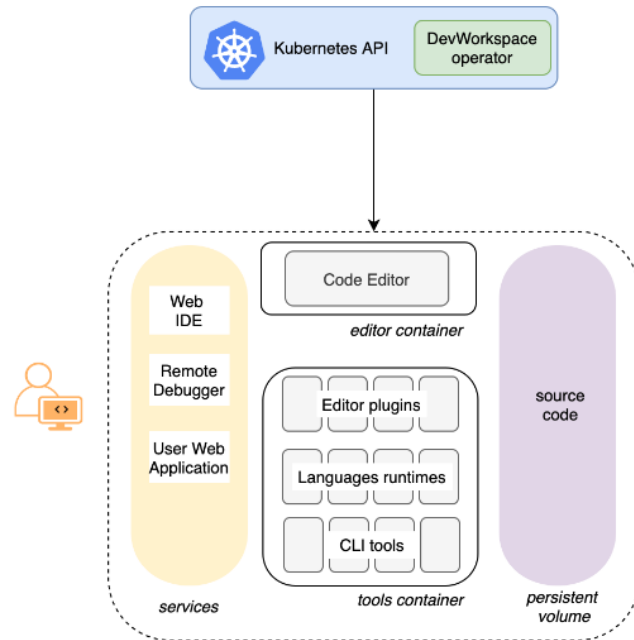 Kubernetes API
DevWorkspace
operator
Code Editor
editor container
Web
IDE
Remote
Debugger
User Web
Application
services
Editor plugins
Languages runtimes
CLI tools
tools container
source
code
persistent
volume